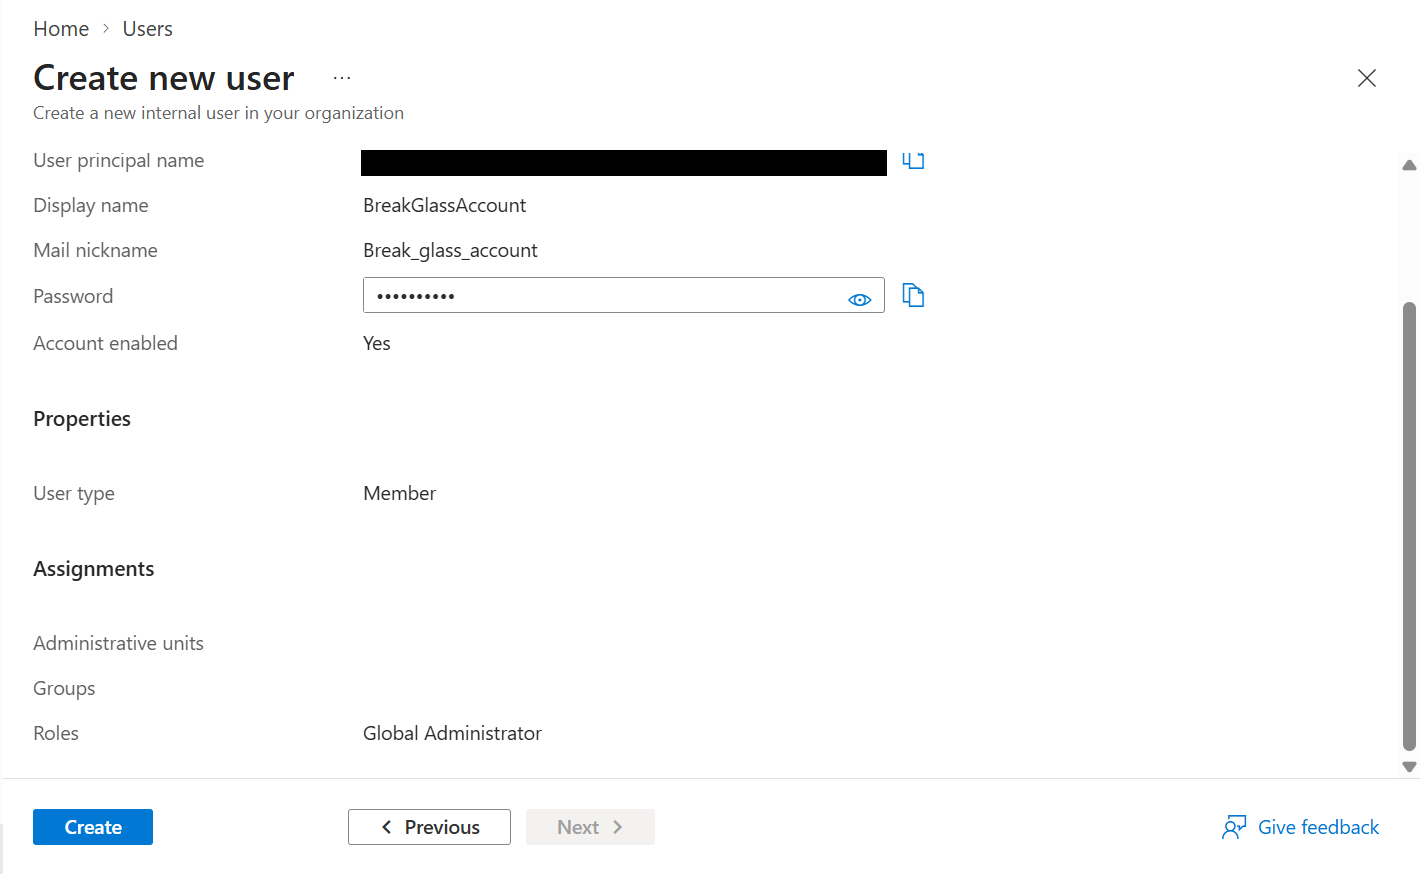 Home > Users
Create new user ...
Create a new internal user in your organization
User principal name
Display name BreakGlassAccount
Mail nickname Break_glass_account
Password ••••••••••
Account enabled Yes
Properties
User type Member
Assignments
Administrative units
Groups
Roles Global Administrator
Create < Previous Next > Give feedback